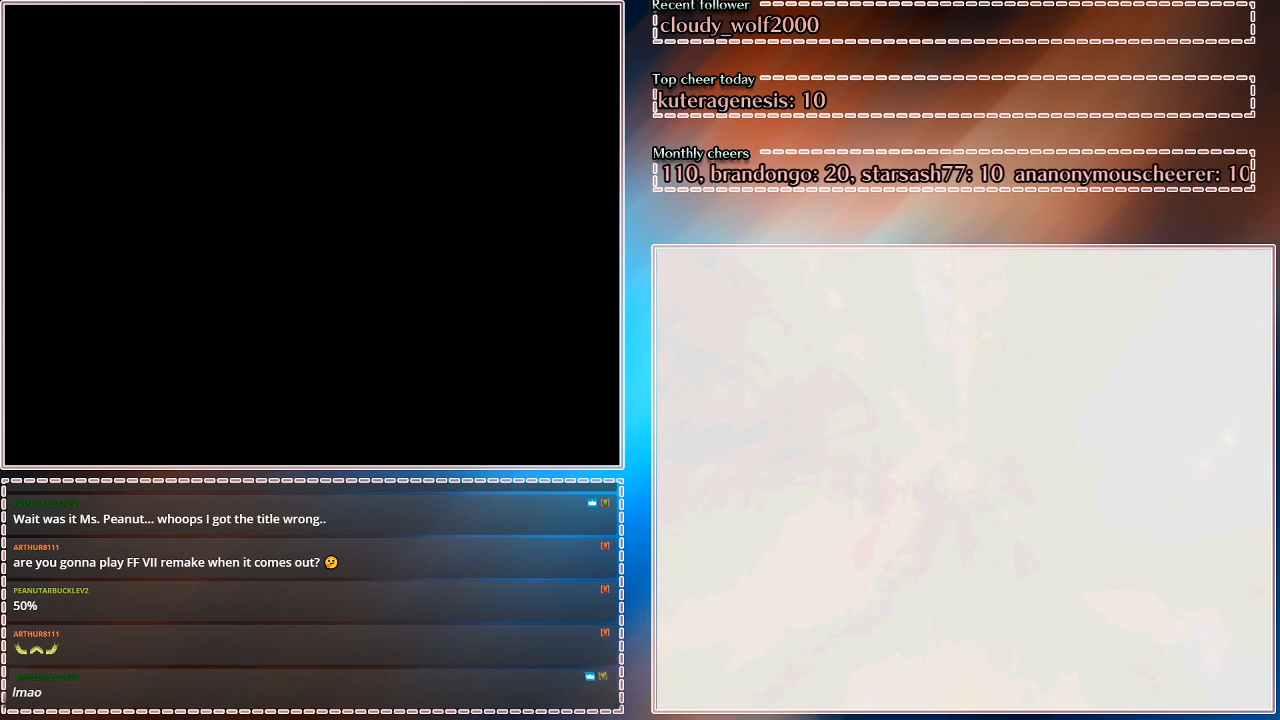 Recent follower
cloudy_wolf2000
Top cheer today
kuteragenesis: 10
Monthly cheers
110, brandongo: 20, starsash77: 10 ananonymouscheerer: 10
Wait was it Ms. Peanut... whoops I got the title wrong..
ARTHUR8111
are you gonna play FF VII remake when it comes out?
PEANUTARBUCKLEV2
50%
ARTHUR8111
lmao